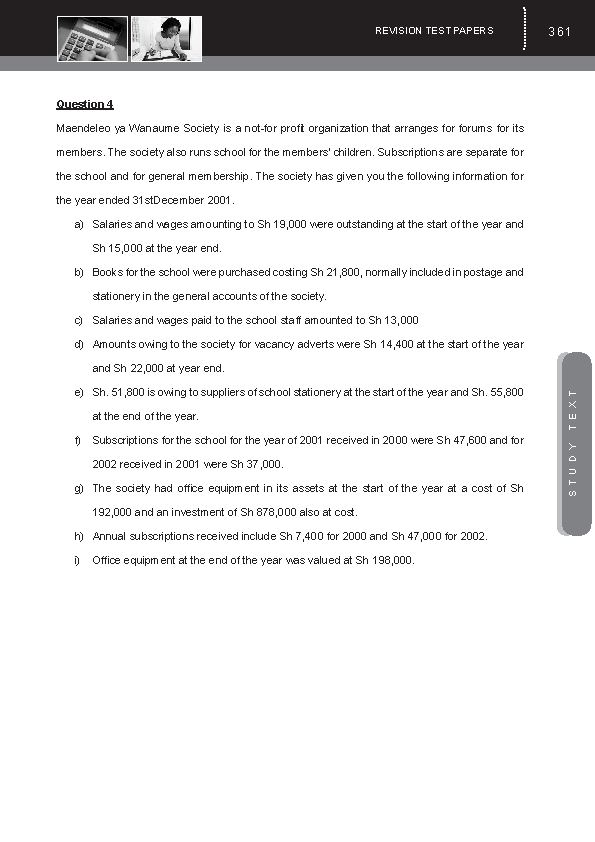 REVISION TEST PAPERS 361
Question 4
Maendeleo ya Wanaume Society is a not-for profit organization that arranges for forums for its
members. The society also runs school for the members' children. Subscriptions are separate for
the school and for general membership. The society has given you the following information for
the year ended 31stDecember 2001.
a) Salaries and wages amounting to Sh 19,000 were outstanding at the start of the year and
Sh 15,000 at the year end.
b) Books for the school were purchased costing Sh 21,800, normally included in postage and
stationery in the general accounts of the society.
c) Salaries and wages paid to the school staff amounted to Sh 13,000
d) Amounts owing to the society for vacancy adverts were Sh 14,400 at the start of the year
and Sh 22,000 at year end.
e) Sh. 51,800 is owing to suppliers of school stationery at the start of the year and Sh. 55,800
at the end of the year.
f) Subscriptions for the school for the year of 2001 received in 2000 were Sh 47,600 and for
2002 received in 2001 were Sh 37,000.
g) The society had office equipment in its assets at the start of the year at a cost of Sh
192,000 and an investment of Sh 878,000 also at cost.
h) Annual subscriptions received include Sh 7,400 for 2000 and Sh 47,000 for 2002.
i) Office equipment at the end of the year was valued at Sh 198,000.
STUDY TEXT